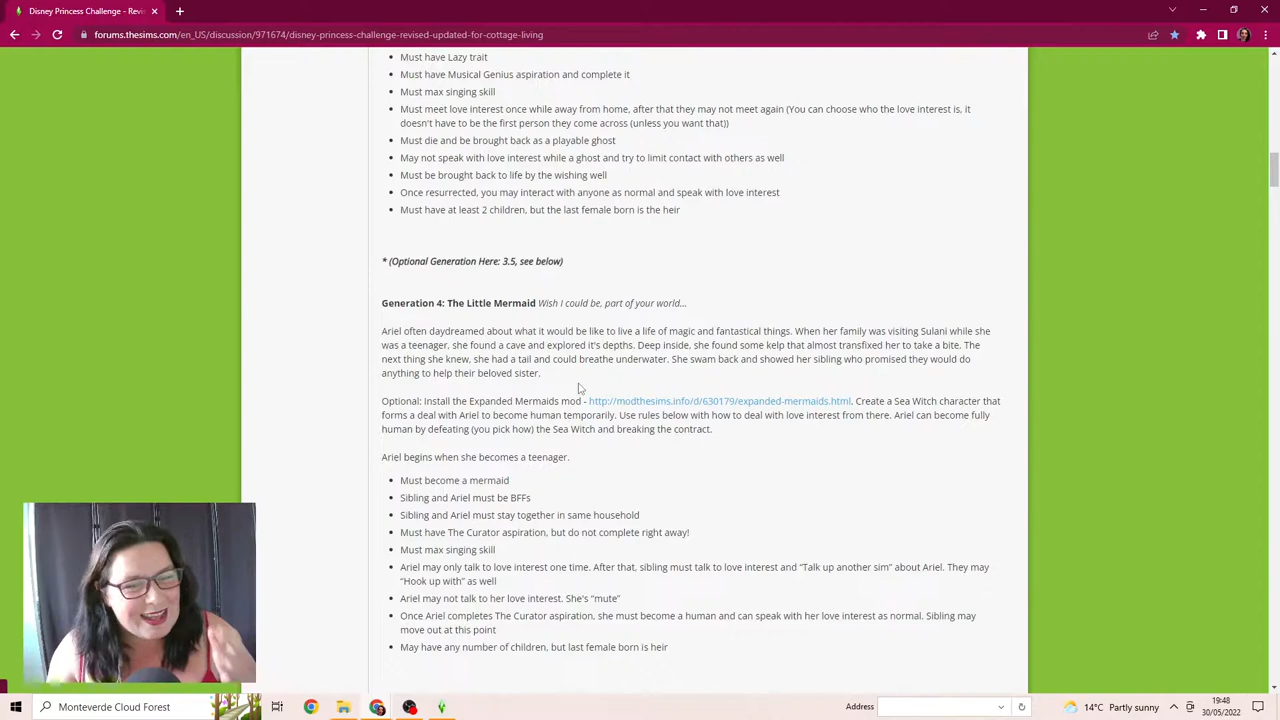 Disney Princess Challenge - Revis
forums.thesims.com/en_US/discussion/971674/disney-princess-challenge-revised-updated-for-cottage-living
Must have Lazy trait
Must have Musical Genius aspiration and complete it
Must max singing skill
Must meet love interest once while away from home, after that they may not meet again (You can choose who the love interest is, it
doesn't have to be the first person they come across (unless you want that))
Must die and be brought back as a playable ghost
May not speak with love interest while a ghost and try to limit contact with others as well
Must be brought back to life by the wishing well
Once resurrected, you may interact with anyone as normal and speak with love interest
Must have at least 2 children, but the last female born is the heir
* (Optional Generation Here: 3.5, see below)
Generation 4: The Little Mermaid Wish I could be, part of your world...
Ariel often daydreamed about what it would be like to live a life of magic and fantastical things. When her family was visiting Sulani while she
was a teenager, she found a cave and explored it's depths. Deep inside, she found some kelp that almost transfixed her to take a bite. The
next thing she knew, she had a tail and could breathe underwater. She swam back and showed her sibling who promised they would do
anything to help their beloved sister.
Optional: Install the Expanded Mermaids mod - http://modthesims.info/d/630179/expanded-mermaids.html. Create a Sea Witch character that
forms a deal with Ariel to become human temporarily. Use rules below with how to deal with love interest from there. Ariel can become fully
human by defeating (you pick how) the Sea Witch and breaking the contract.
Ariel begins when she becomes a teenager.
Must become a mermaid
Sibling and Ariel must be BFFs
Sibling and Ariel must stay together in same household
Must have The Curator aspiration, but do not complete right away!
Must max singing skill
Ariel may only talk to love interest one time. After that, sibling must talk to love interest and “Talk up another sim” about Ariel. They may
“Hook up with” as well
Ariel may not talk to her love interest. She's “mute”
Once Ariel completes The Curator aspiration, she must become a human and can speak with her love interest as normal. Sibling may
move out at this point
May have any number of children, but last female born is heir
Monteverde Cloud Forest
Address
14°C Partly sunny
19:48
30/05/2022